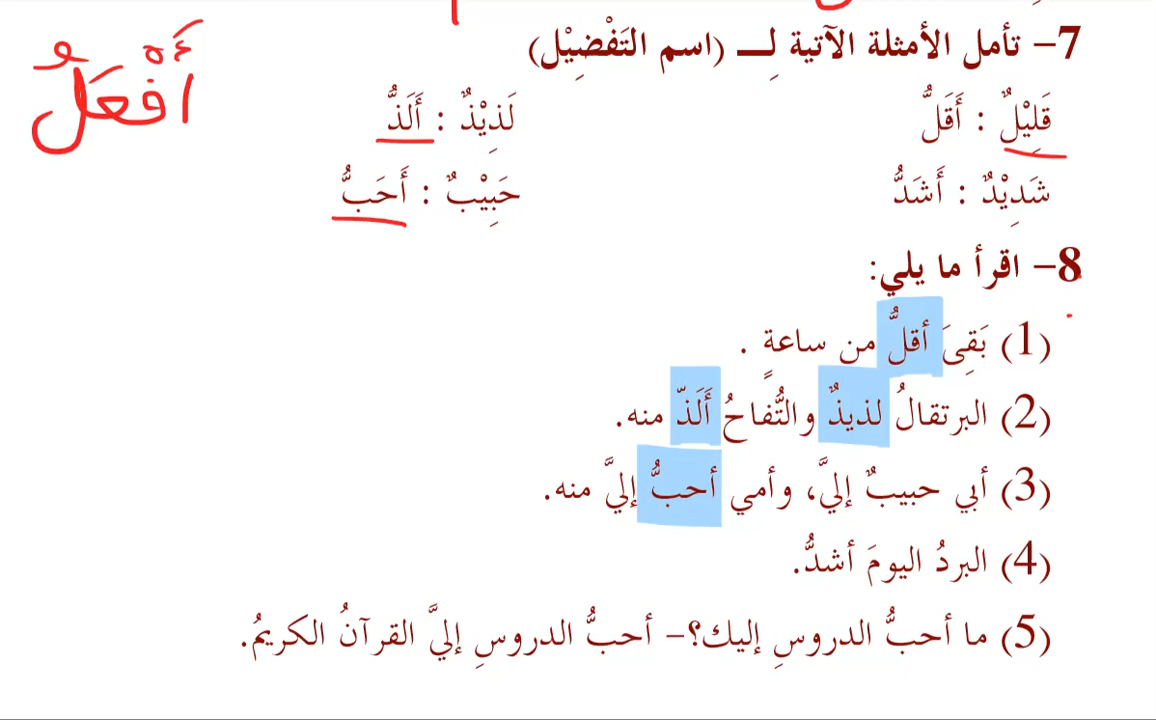 أَفْعَلُ
7- تأمل الأمثلة الآتية لِـــ (اسم التَفْضِيْل)
قَلِيْلٌ : أَقَلُّ لَذِيْذٌ : أَلَذُّ
شَدِيْدٌ : أَشَدُّ حَبِيْبٌ : أَحَبُّ
8- اقرأ ما يلي:
(1) بَقِىَ أقلُّ من ساعةٍ .
(2) البرتقالُ لذيذٌ والتُّفاحُ أَلَذّ منه.
(3) أبي حبيبٌ إليَّ، وأمي أحبُّ إليَّ منه.
(4) البردُ اليومَ أشدُّ.
(5) ما أحبُّ الدروسِ إليك؟- أحبُّ الدروسِ إليَّ القرآنُ الكريمُ.